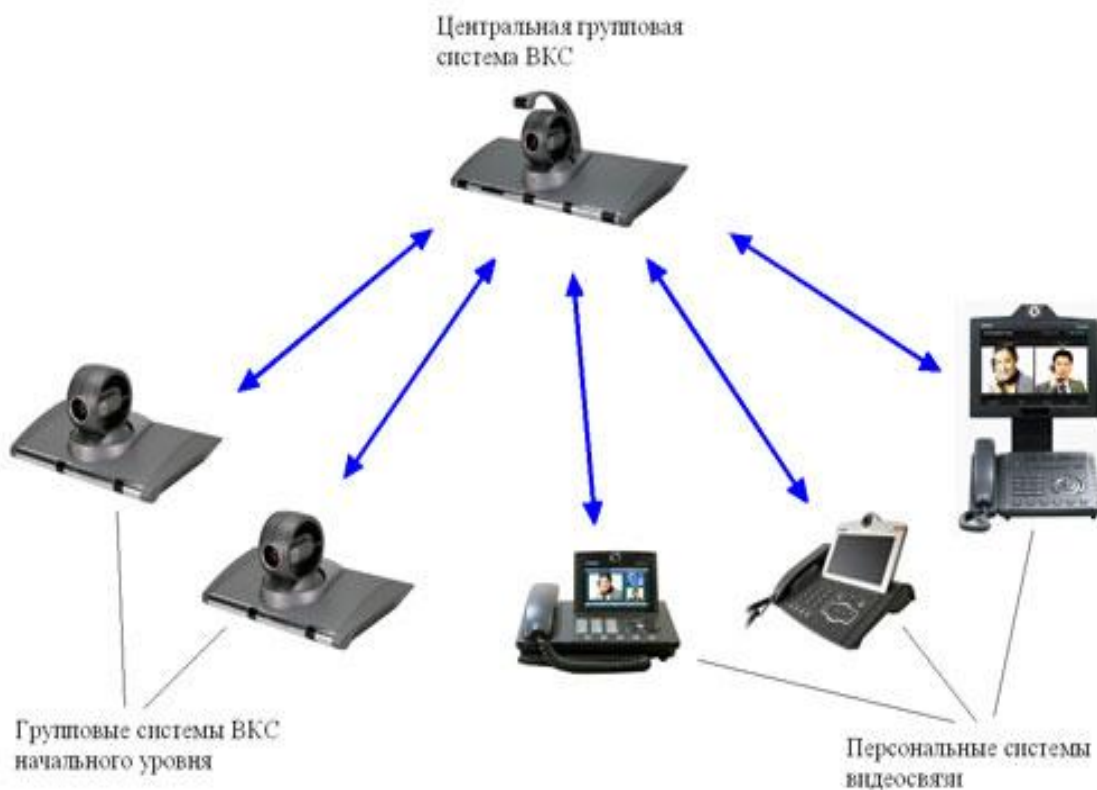 Центральная групповая
система ВКС
Групповые системы ВКС
начального уровня
Персональные системы
видеосвязи